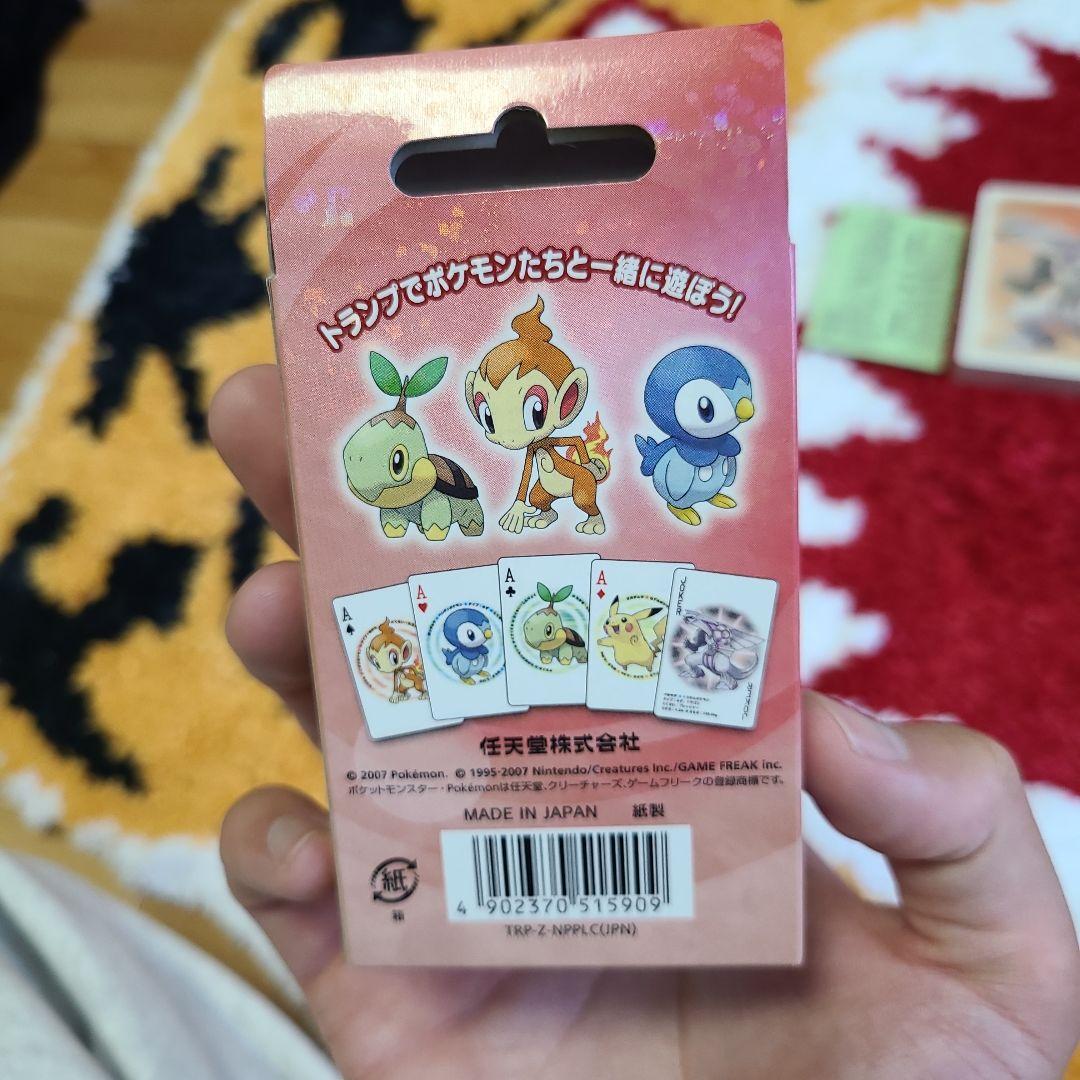 トランプでポケモンたちと一緒に遊ぼう!
A
A
A
A
JOKER
JOKER
任天堂株式会社
© 2007 Pokémon. © 1995-2007 Nintendo/Creatures Inc./GAME FREAK inc.
ポケットモンスター・Pokémonは任天堂、クリーチャーズ、ゲームフリークの登録商標です。
MADE IN JAPAN 紙製
紙
箱
4 902370 515909
TRP-Z-NPPLC(JPN)